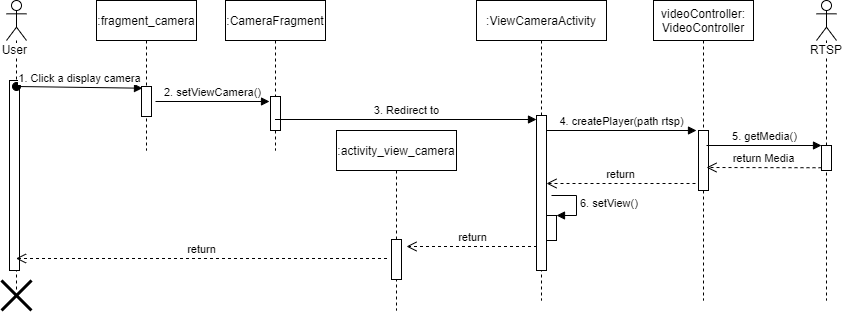 User
:fragment_camera
:CameraFragment
:ViewCameraActivity
videoController:
VideoController
RTSP
1. Click a display camera
2. setViewCamera()
3. Redirect to
4. createPlayer(path rtsp)
5. getMedia()
:activity_view_camera
return Media
return
6. setView()
return
return